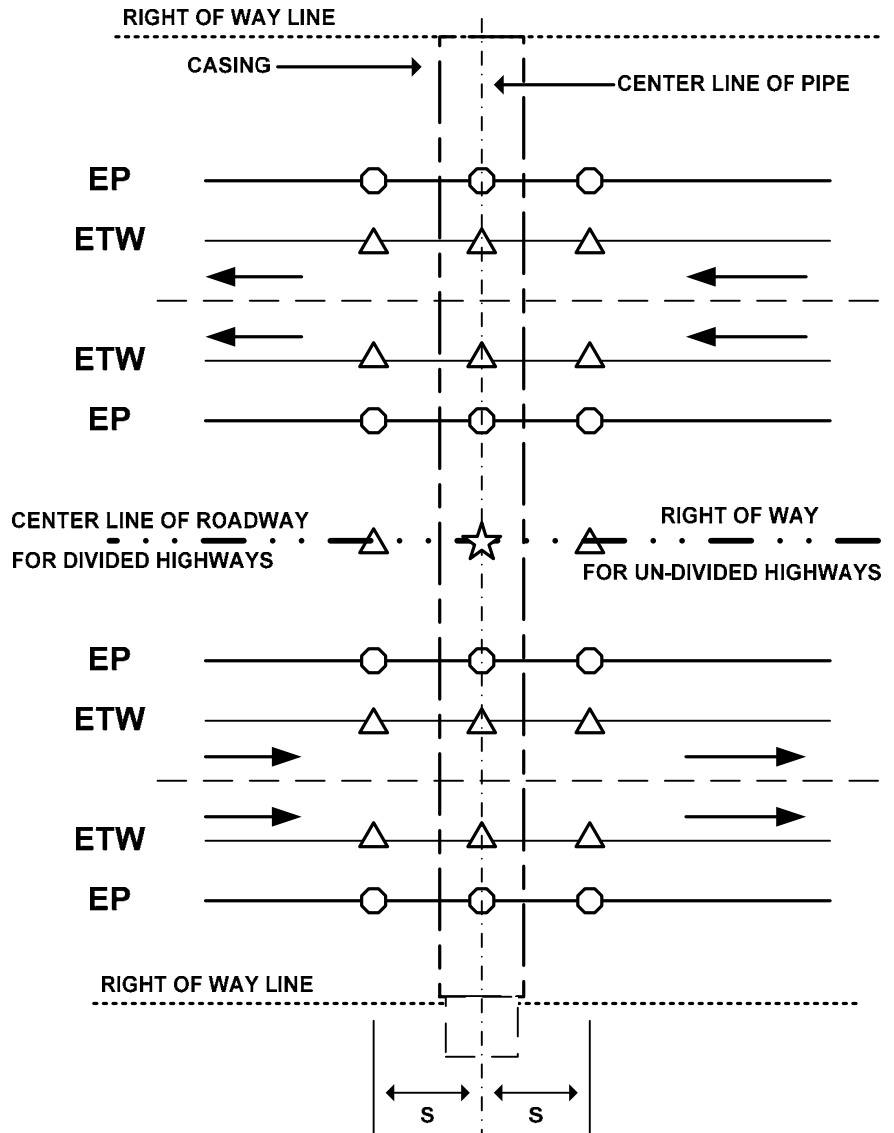 RIGHT OF WAY LINE
CASING
CENTER LINE OF PIPE
EP
ETW
ETW
EP
CENTER LINE OF ROADWAY
FOR DIVIDED HIGHWAYS
RIGHT OF WAY
FOR UN-DIVIDED HIGHWAYS
EP
ETW
ETW
EP
RIGHT OF WAY LINE
S S